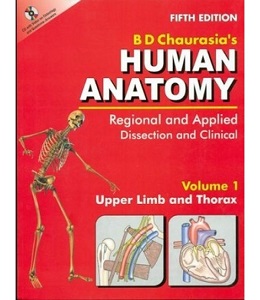 FIFTH EDITION
B D Chaurasia's
HUMAN
ANATOMY
Regional and Applied
Dissection and Clinical
Volume 1
Upper Limb and Thorax